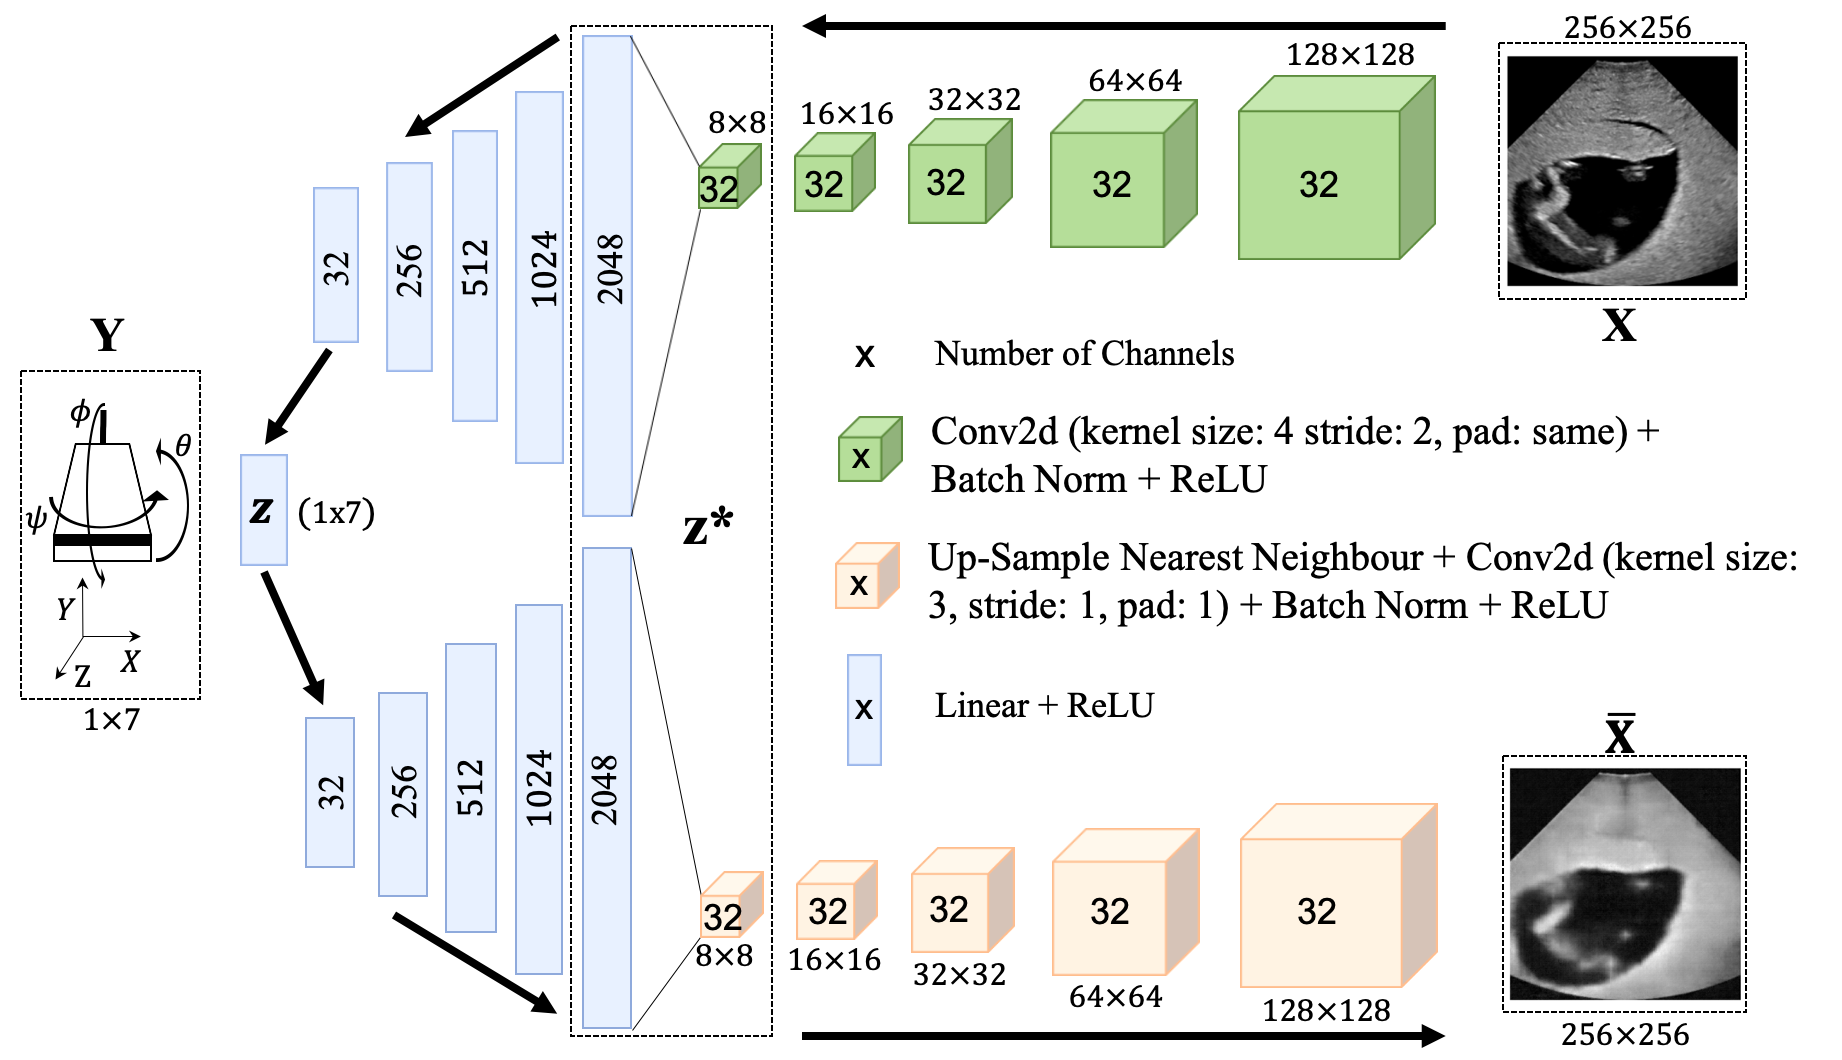 256×256
128×128
64×64
32×32
16×16
8×8
32
32
32
32
32
2048
1024
512
256
32
X
Y
ϕ
θ
ψ
Y
X
Z
1×7
z (1x7)
z*
x Number of Channels
x Conv2d (kernel size: 4 stride: 2, pad: same) +
Batch Norm + ReLU
x Up-Sample Nearest Neighbour + Conv2d (kernel size:
3, stride: 1, pad: 1) + Batch Norm + ReLU
x Linear + ReLU
32
256
512
1024
2048
32
32
32
32
32
8×8
16×16
32×32
64×64
128×128
X̅
256×256